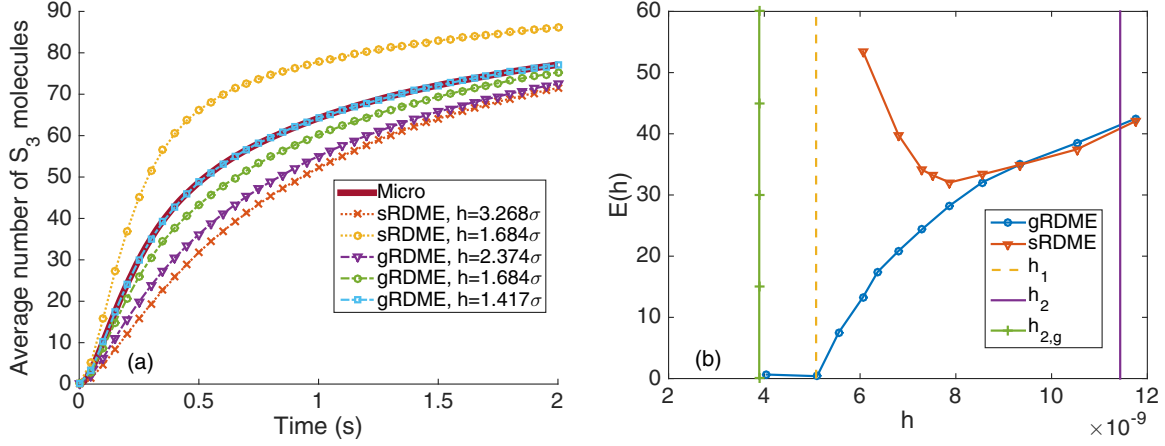 Average number of S3 molecules
90
80
70
60
50
40
30
20
10
0
0
0.5
1
1.5
2
Time (s)
(a)
Micro
sRDME, h=3.268σ
sRDME, h=1.684σ
gRDME, h=2.374σ
gRDME, h=1.684σ
gRDME, h=1.417σ
E(h)
60
50
40
30
20
10
0
2
4
6
8
10
12
h
×10⁻⁹
(b)
gRDME
sRDME
h1
h2
h2,g